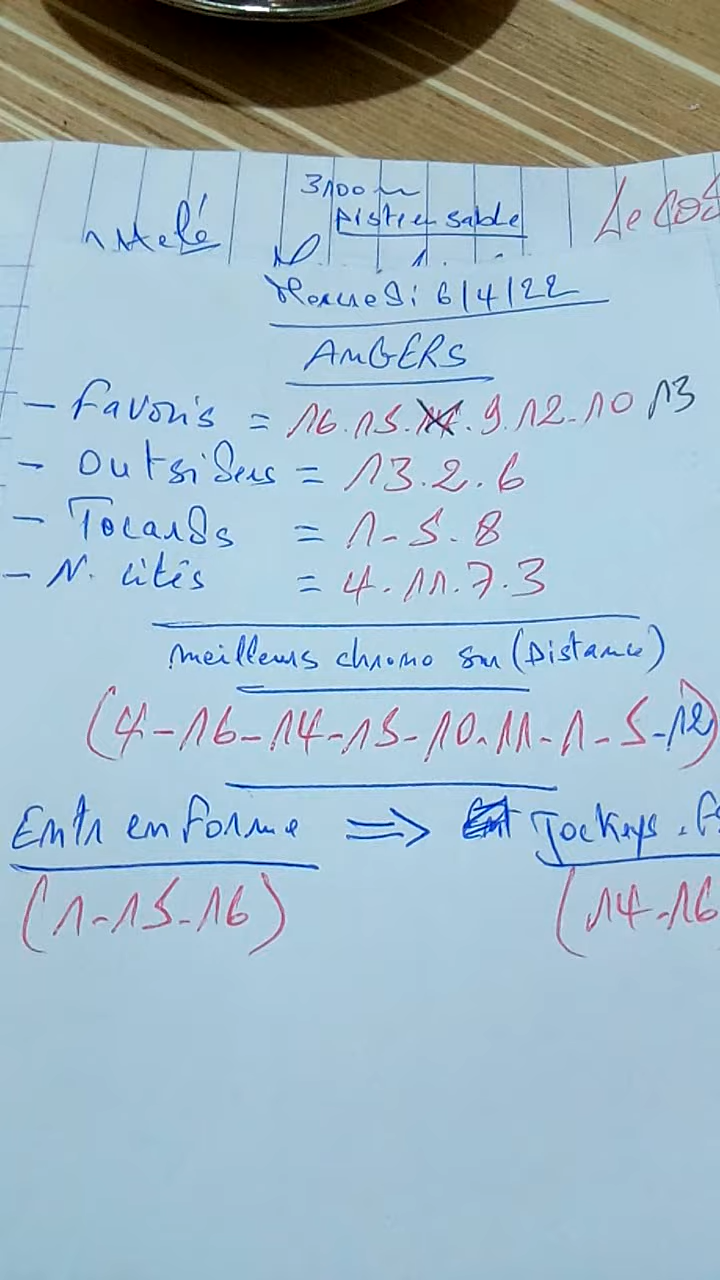 3100 m
Attelé
Piste en sable
Le
Mercredi 6/4/22
ANGERS
- Favoris = 16.15.14.9.12.10 13
- Outsiders = 13.2.6
- Tocards = 1-5.8
- N. cités = 4.11.7.3
meilleurs chrono sur (Distance)
(4-16-14-15-10-11-1-5-12)
Entr en forme => Jockeys.
(1-15-16) (14-16